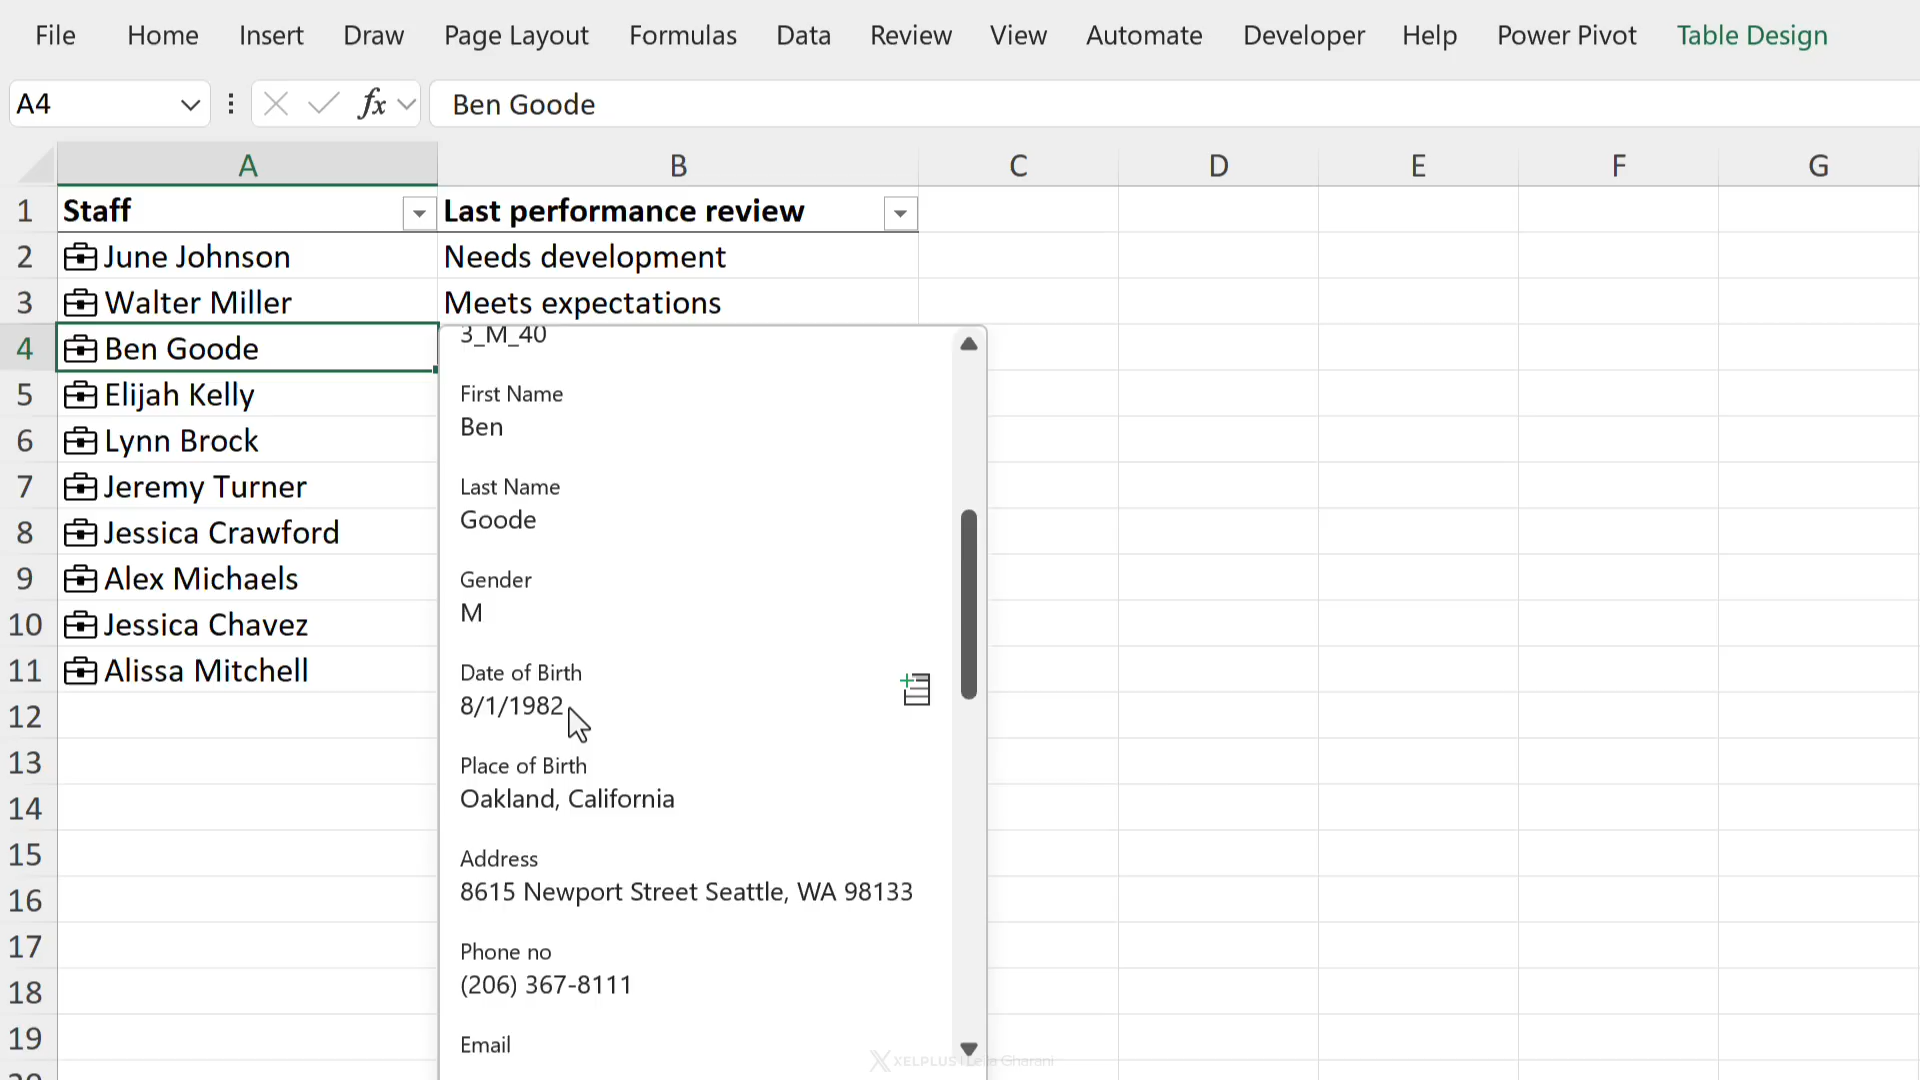 File Home Insert Draw Page Layout Formulas Data Review View Automate Developer Help Power Pivot Table Design
A4 fx Ben Goode
A B C D E F G
1 Staff Last performance review
2 June Johnson Needs development
3 Walter Miller Meets expectations
4 Ben Goode
5 Elijah Kelly
6 Lynn Brock
7 Jeremy Turner
8 Jessica Crawford
9 Alex Michaels
10 Jessica Chavez
11 Alissa Mitchell
12
13
14
15
16
17
18
19
20
3_M_40
First Name
Ben
Last Name
Goode
Gender
M
Date of Birth
8/1/1982
Place of Birth
Oakland, California
Address
8615 Newport Street Seattle, WA 98133
Phone no
(206) 367-8111
Email
XELPLUS | Leila Gharani